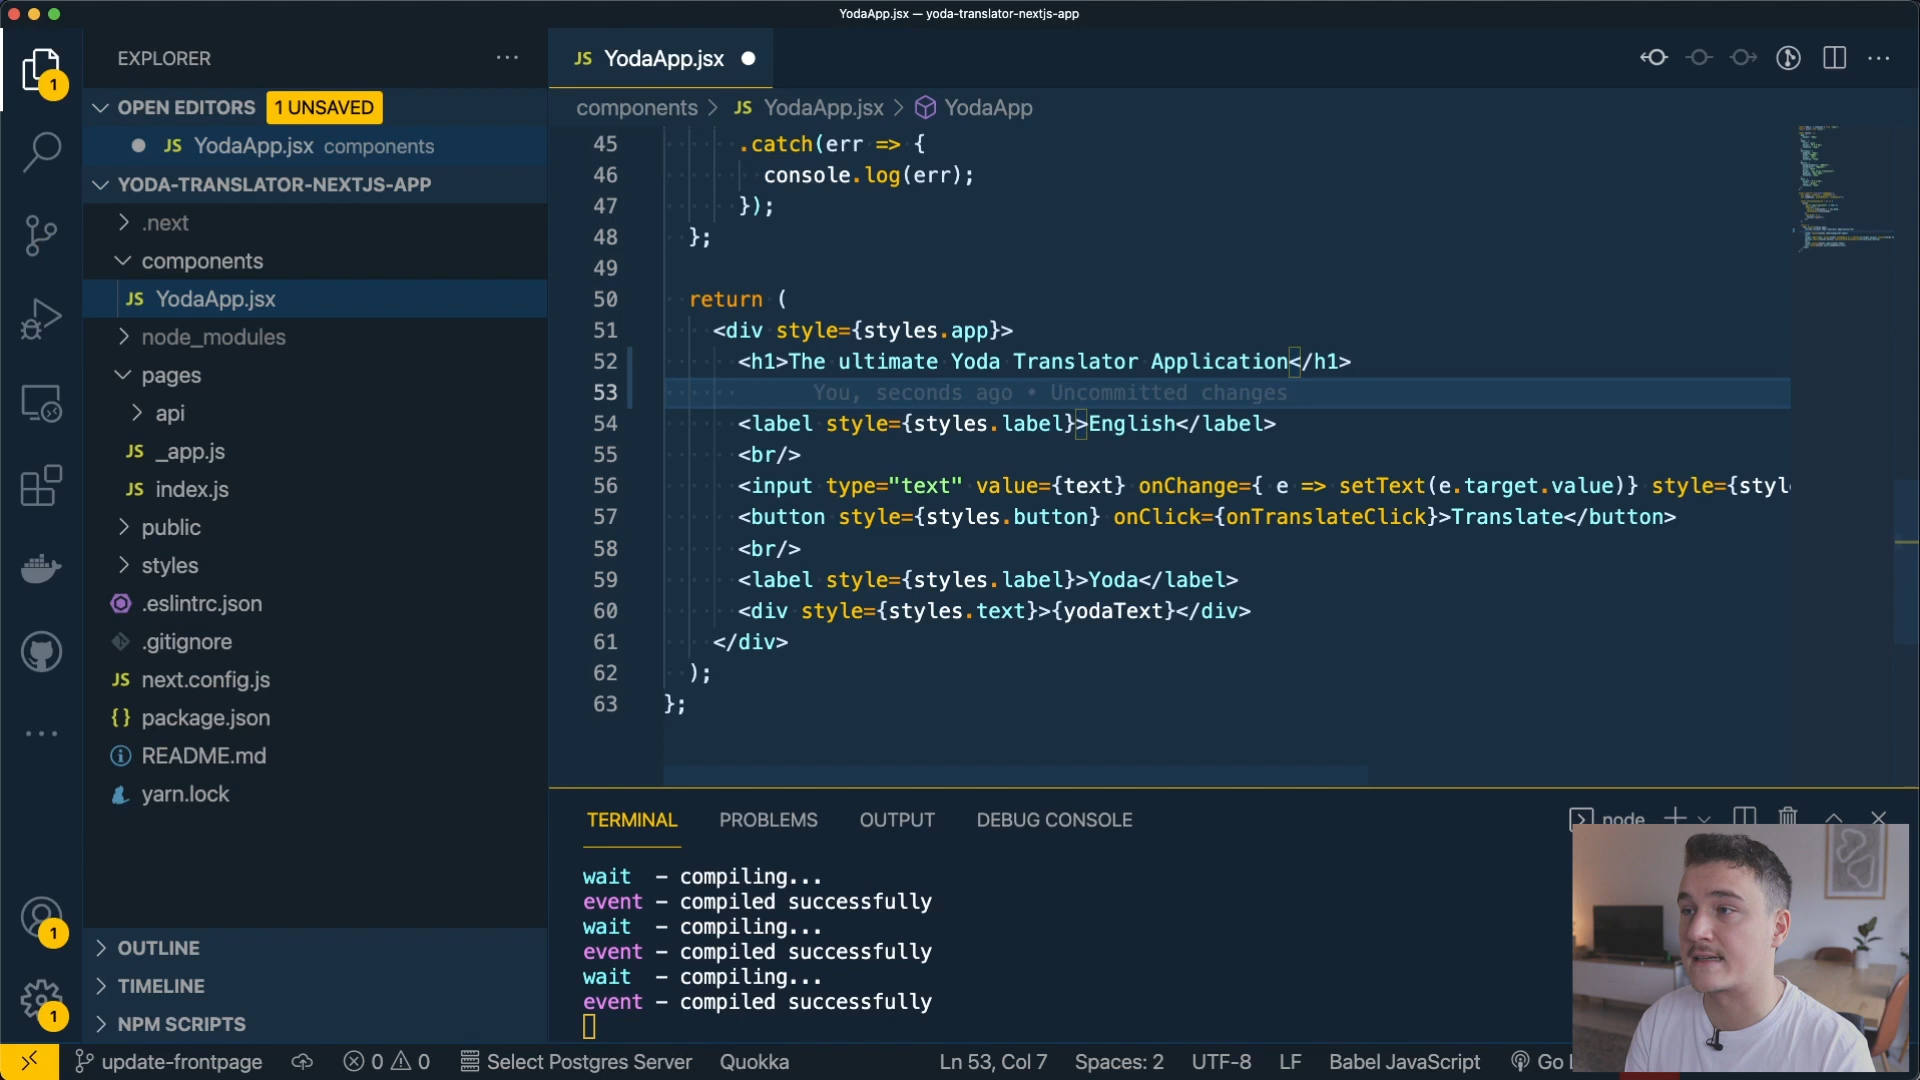 YodaApp.jsx — yoda-translator-nextjs-app
EXPLORER
OPEN EDITORS 1 UNSAVED
JS YodaApp.jsx components
YODA-TRANSLATOR-NEXTJS-APP
.next
components
JS YodaApp.jsx
node_modules
pages
api
JS _app.js
JS index.js
public
styles
.eslintrc.json
.gitignore
JS next.config.js
{} package.json
README.md
yarn.lock
OUTLINE
TIMELINE
NPM SCRIPTS
1
1
1
JS YodaApp.jsx
components > JS YodaApp.jsx > YodaApp
45 .catch(err => {
46 console.log(err);
47 });
48 };
49
50 return (
51 <div style={styles.app}>
52 <h1>The ultimate Yoda Translator Application</h1>
53 You, seconds ago • Uncommitted changes
54 <label style={styles.label}>English</label>
55 <br/>
56 <input type="text" value={text} onChange={ e => setText(e.target.value)} style={styl
57 <button style={styles.button} onClick={onTranslateClick}>Translate</button>
58 <br/>
59 <label style={styles.label}>Yoda</label>
60 <div style={styles.text}>{yodaText}</div>
61 </div>
62 );
63 };
TERMINAL PROBLEMS OUTPUT DEBUG CONSOLE node
wait – compiling...
event – compiled successfully
wait – compiling...
event – compiled successfully
wait – compiling...
event – compiled successfully
update-frontpage 0 0 Select Postgres Server Quokka Ln 53, Col 7 Spaces: 2 UTF-8 LF Babel JavaScript Go